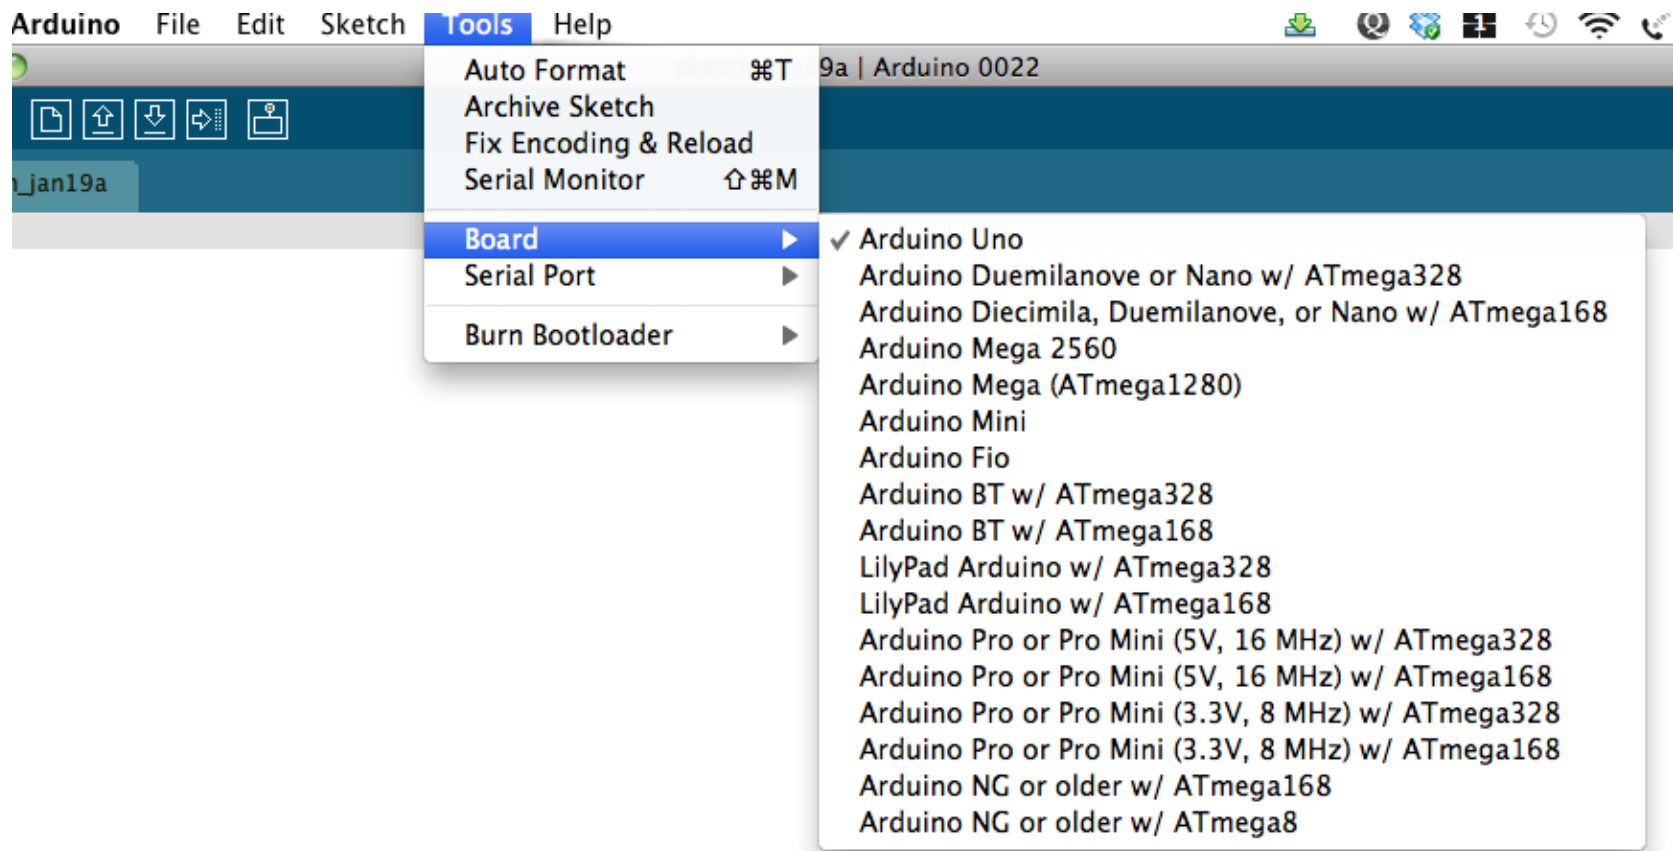 Arduino File Edit Sketch Tools Help
9a | Arduino 0022
Auto Format ⌘T
Archive Sketch
Fix Encoding & Reload
Serial Monitor ⇧⌘M
_jan19a
Board
Serial Port
Burn Bootloader
✓ Arduino Uno
Arduino Duemilanove or Nano w/ ATmega328
Arduino Diecimila, Duemilanove, or Nano w/ ATmega168
Arduino Mega 2560
Arduino Mega (ATmega1280)
Arduino Mini
Arduino Fio
Arduino BT w/ ATmega328
Arduino BT w/ ATmega168
LilyPad Arduino w/ ATmega328
LilyPad Arduino w/ ATmega168
Arduino Pro or Pro Mini (5V, 16 MHz) w/ ATmega328
Arduino Pro or Pro Mini (5V, 16 MHz) w/ ATmega168
Arduino Pro or Pro Mini (3.3V, 8 MHz) w/ ATmega328
Arduino Pro or Pro Mini (3.3V, 8 MHz) w/ ATmega168
Arduino NG or older w/ ATmega168
Arduino NG or older w/ ATmega8